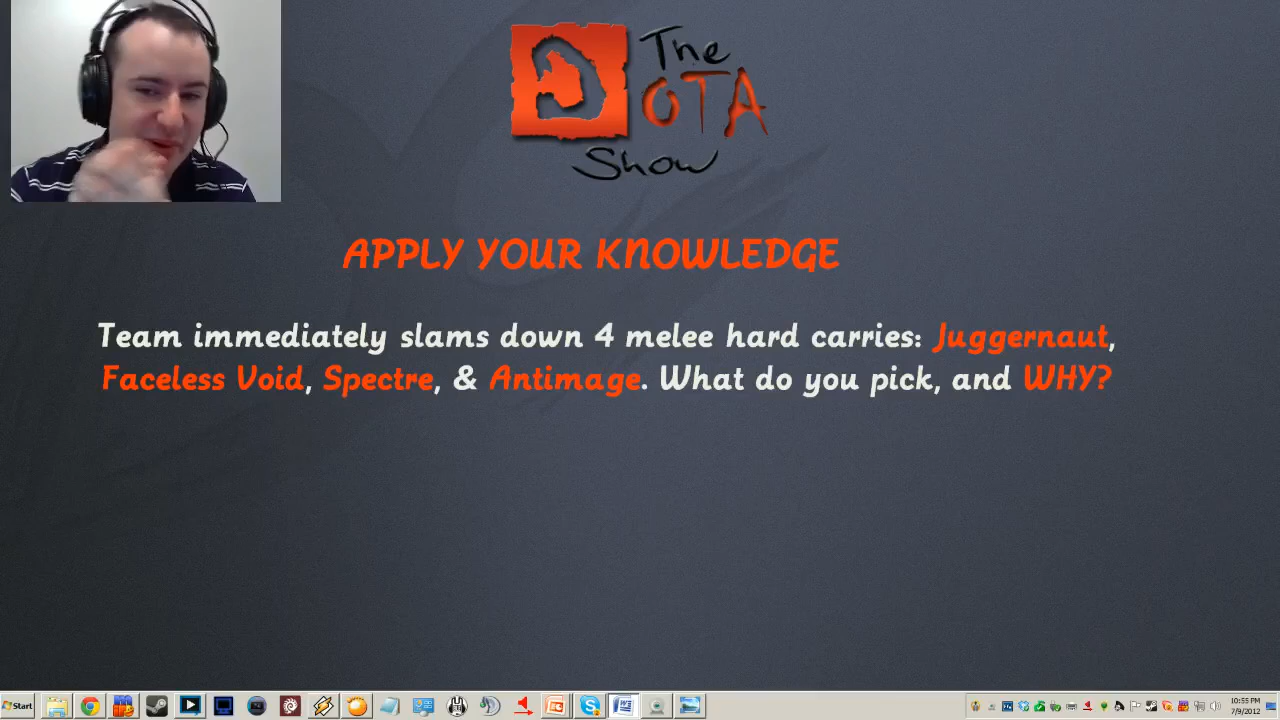 The
DOTA
Show
APPLY YOUR KNOWLEDGE
Team immediately slams down 4 melee hard carries: Juggernaut,
Faceless Void, Spectre, & Antimage. What do you pick, and WHY?
Start
10:55 PM
7/9/2012